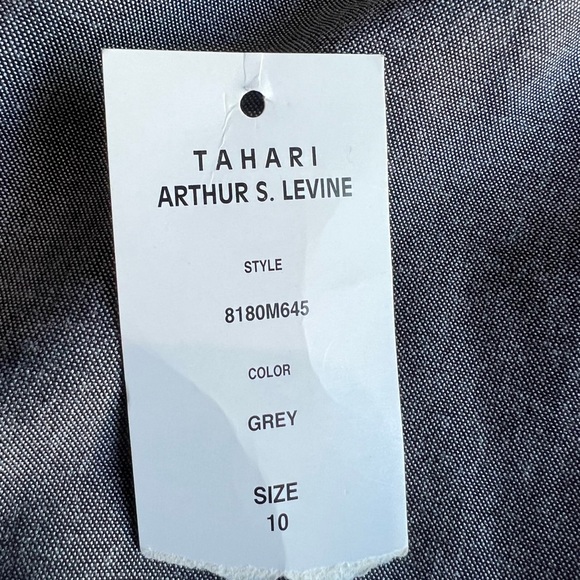 TAHARI
ARTHUR S. LEVINE
STYLE
8180M645
COLOR
GREY
SIZE
10